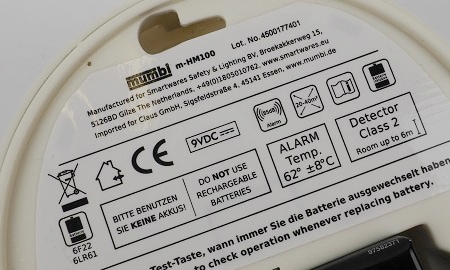 mumbl m-HM100 Lot. No. 4500177401
Manufactured for Smartwares Safety & Lighting BV, Broekakkerweg 15,
5126BD Gilze The Netherlands, +49(0)1805010762. www.smartwares.eu
Imported for Claus GmbH, Sigsfeldstraße 4, 45141 Essen. www.mumbi.de
CE
9VDC
85dB
Alarm
20-40m²
6F22
6LR61
BITTE BENUTZEN
SIE KEINE AKKUS!
DO NOT USE
RECHARGEABLE
BATTERIES
ALARM
Temp.
62° ±8°C
Detector
Class 2
Room up to 6m
Test-Taste, wann immer Sie die Batterie ausgewechselt haben
to check operation whenever replacing battery.